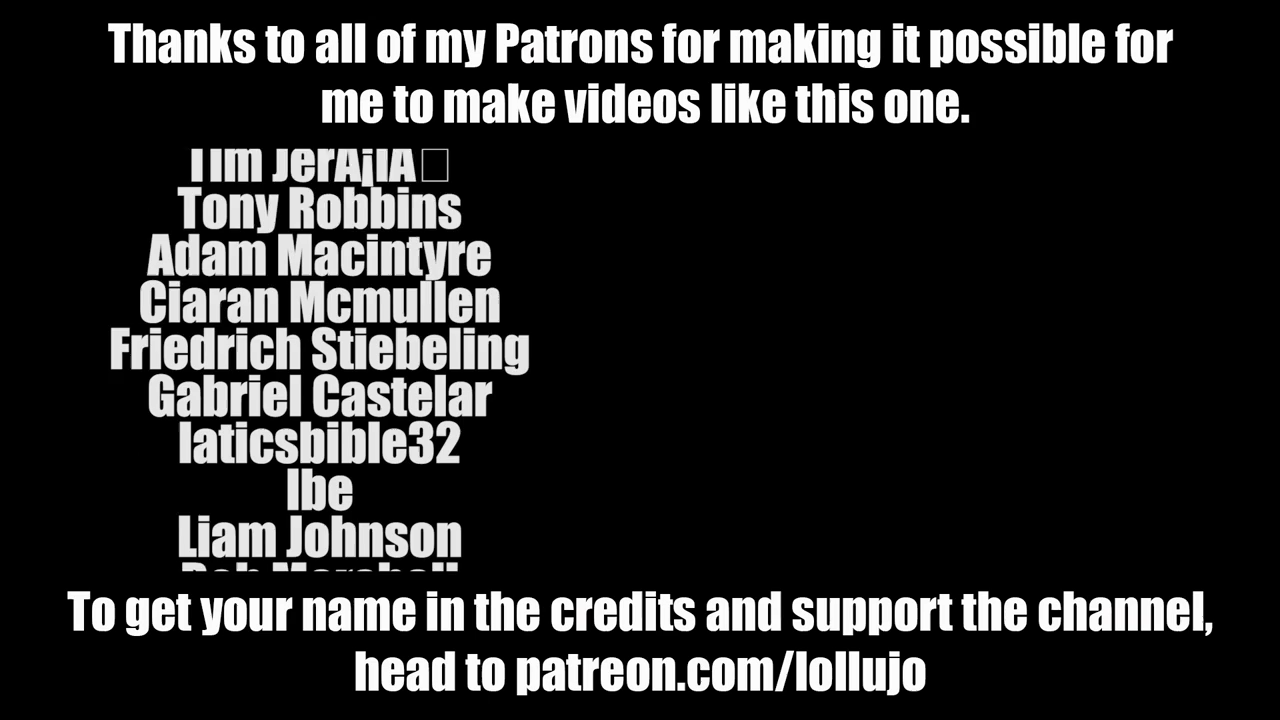 Thanks to all of my Patrons for making it possible for
me to make videos like this one.
Tim
Tony Robbins
Adam Macintyre
Ciaran Mcmullen
Friedrich Stiebeling
Gabriel Castelar
laticsbible32
lbe
Liam Johnson
To get your name in the credits and support the channel,
head to patreon.com/lollujo